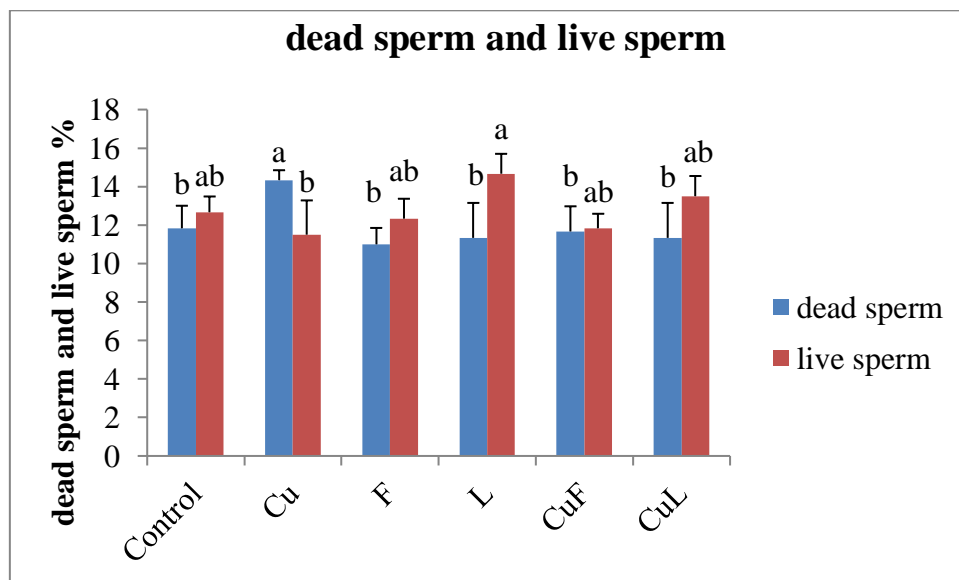 dead sperm and live sperm
dead sperm and live sperm %
18
16
14
12
10
8
6
4
2
0
b ab
a b
b ab
b a
b ab
b ab
Control
Cu
F
L
CuF
CuL
dead sperm
live sperm